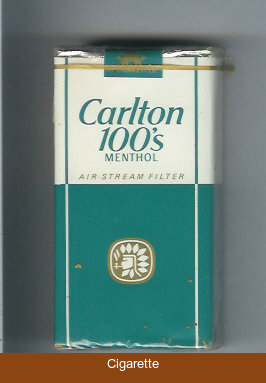 Carlton
100's
MENTHOL
AIR-STREAM FILTER
Cigarette